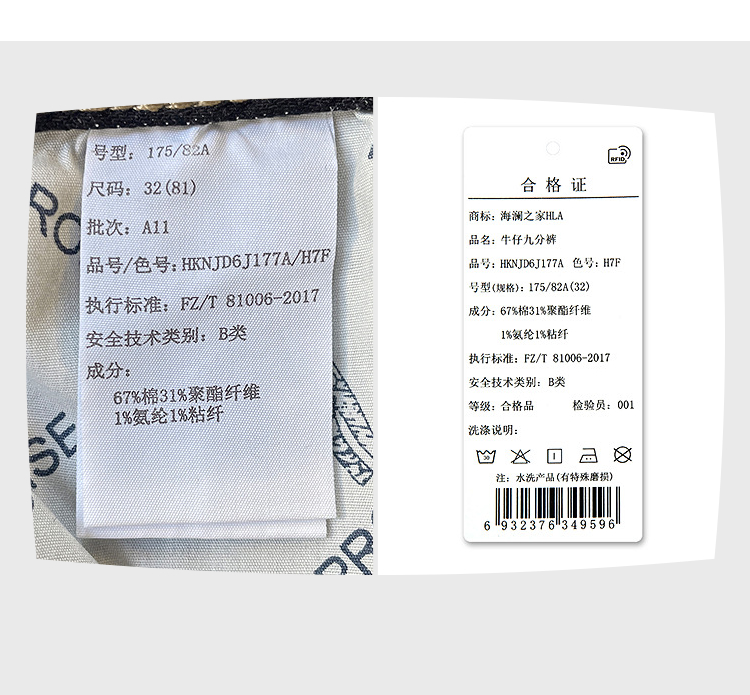 号型: 175/82A
尺码: 32(81)
批次: A11
品号/色号: HKNJD6J177A/H7F
执行标准: FZ/T 81006-2017
安全技术类别: B类
成分:
67%棉31%聚酯纤维
1%氨纶1%粘纤
RFID
合格证
商标: 海澜之家HLA
品名: 牛仔九分裤
品号: HKNJD6J177A 色号: H7F
号型(规格): 175/82A(32)
成分: 67%棉31%聚酯纤维
1%氨纶1%粘纤
执行标准: FZ/T 81006-2017
安全技术类别: B类
等级: 合格品 检验员: 001
洗涤说明:
30
注: 水洗产品(有特殊磨损)
6 932376 349596